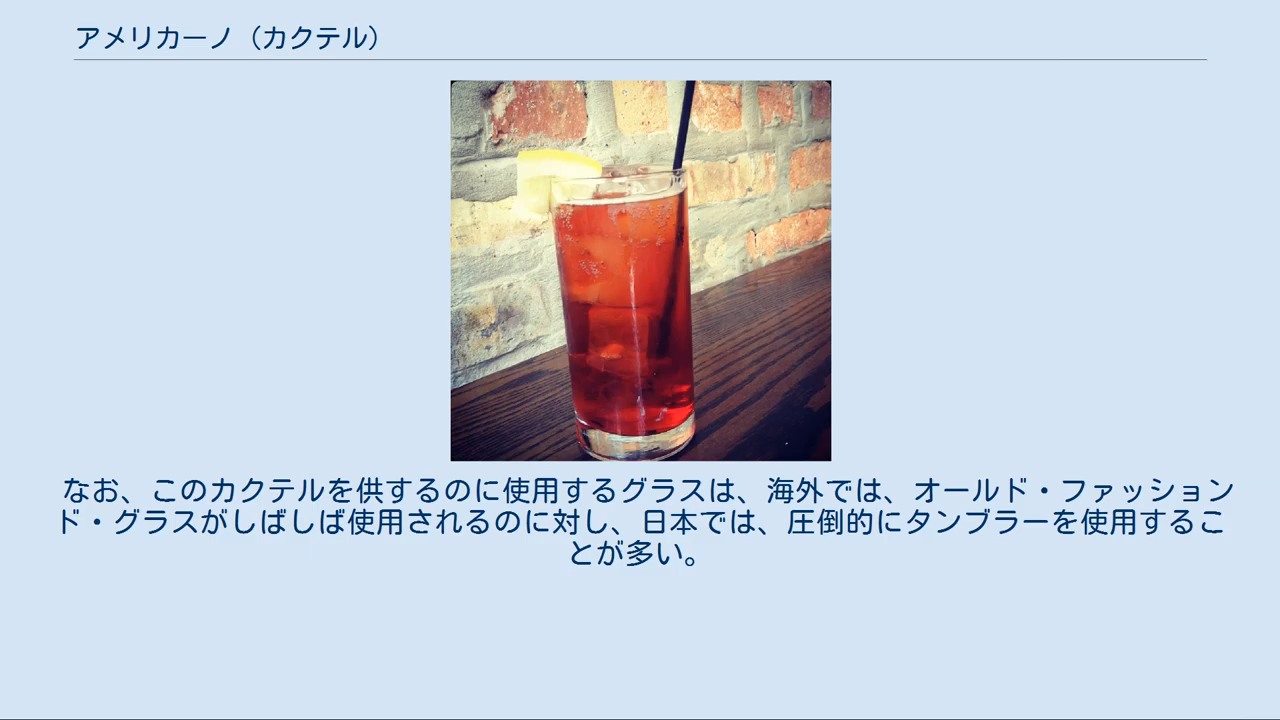 アメリカーノ（カクテル）
なお、このカクテルを供するのに使用するグラスは、海外では、オールド・ファッション
ド・グラスがしばしば使用されるのに対し、日本では、圧倒的にタンブラーを使用するこ
とが多い。